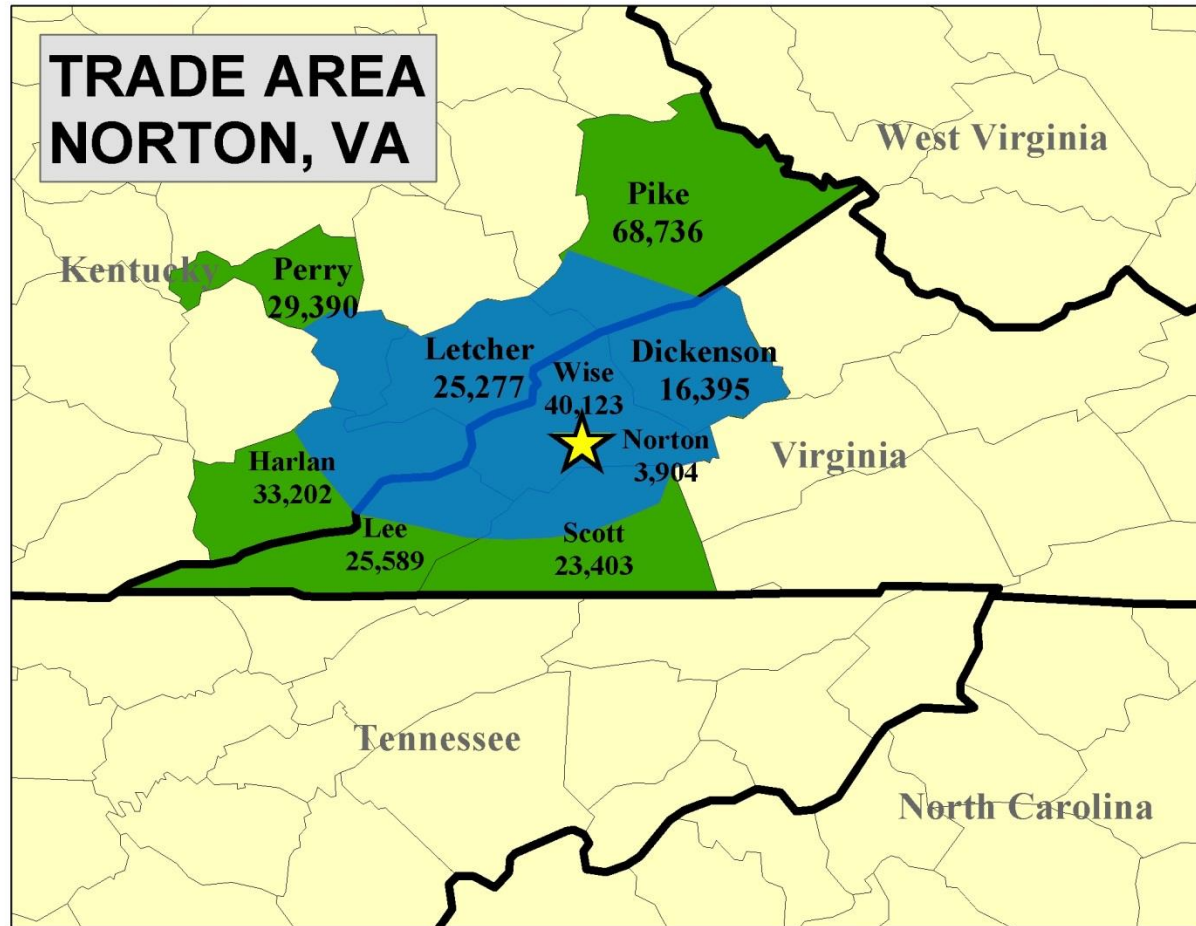 TRADE AREA
NORTON, VA
West Virginia
Pike
68,736
Kentucky
Perry
29,390
Letcher
25,277
Wise
40,123
Dickenson
16,395
Norton
3,904
Virginia
Harlan
33,202
Lee
25,589
Scott
23,403
Tennessee
North Carolina